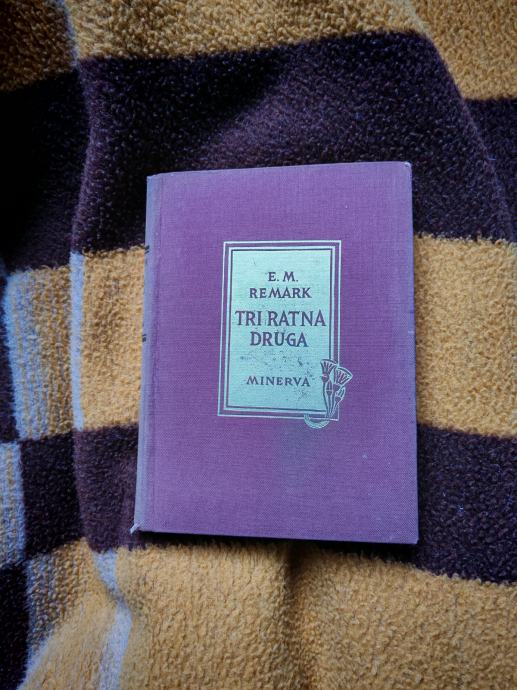 E. M.
REMARK
TRI RATNA
DRUGA
MINERVA